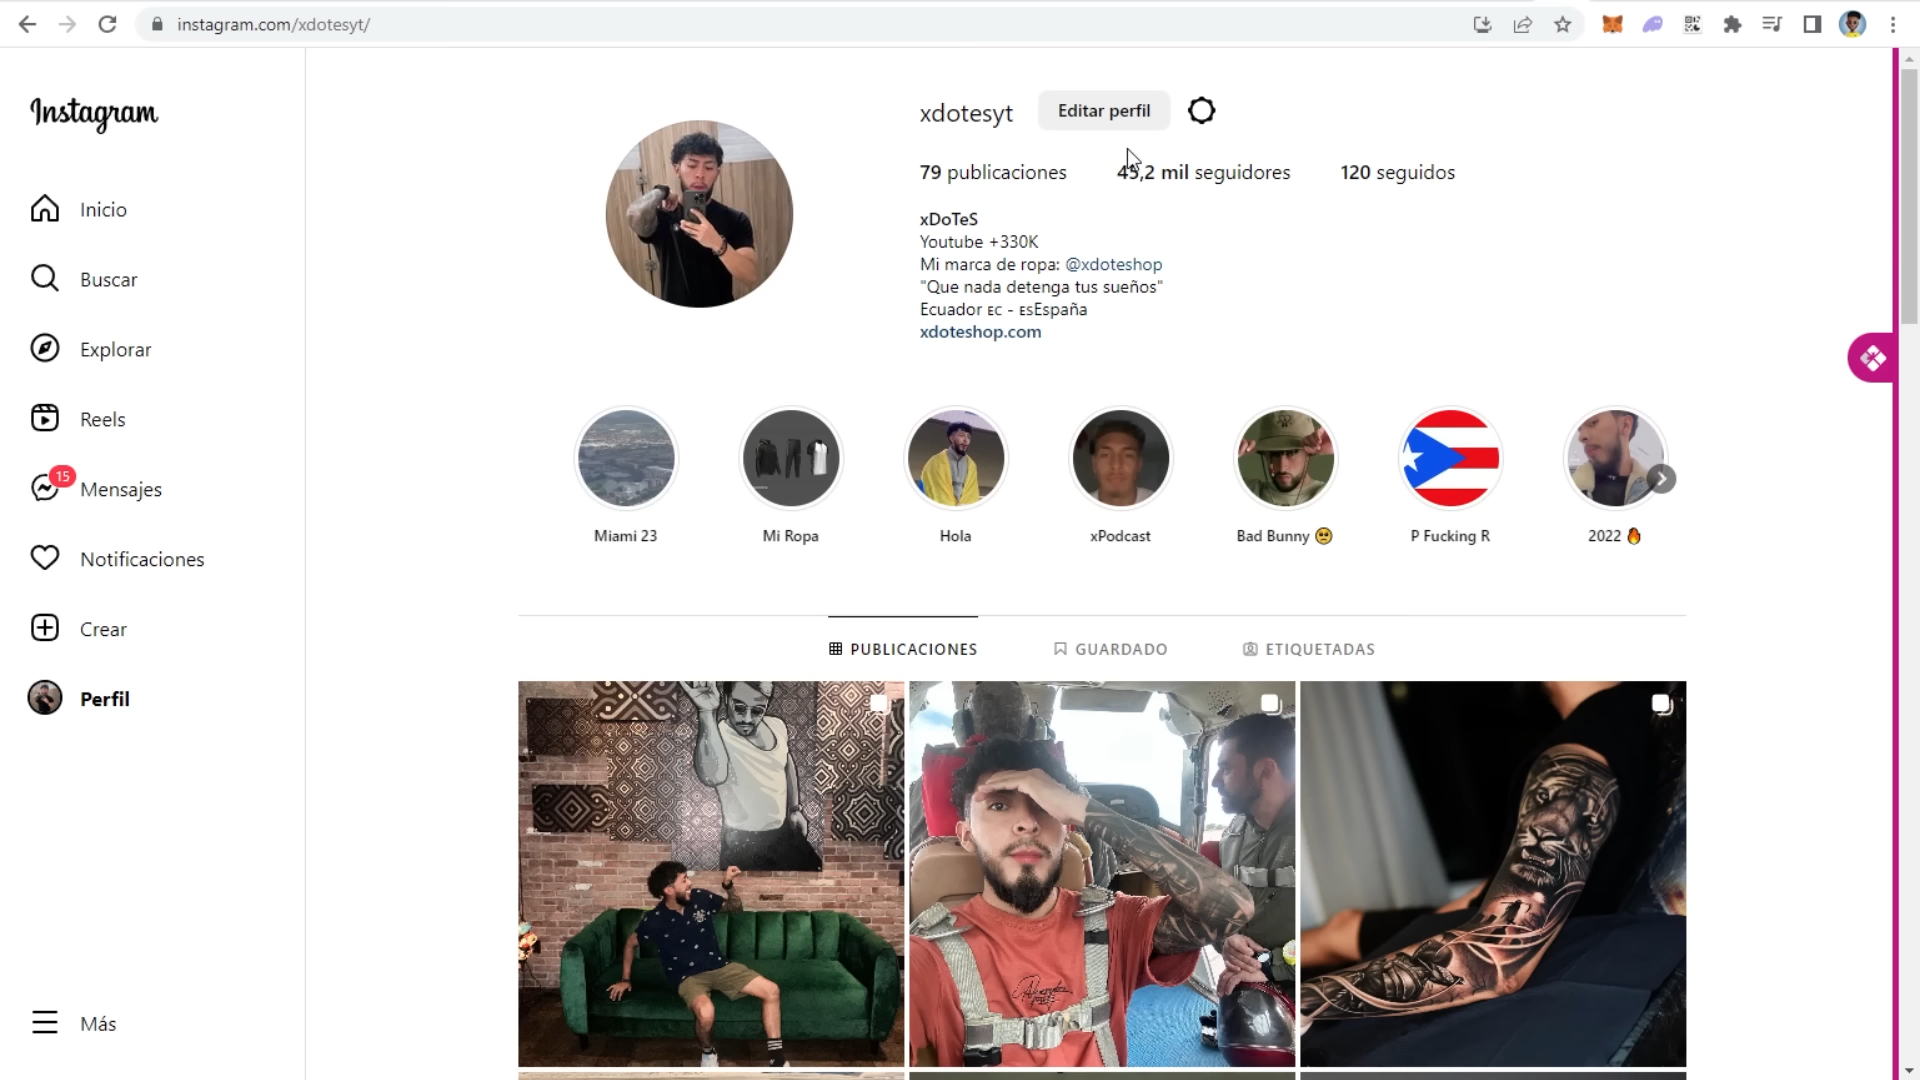 instagram.com/xdotesyt/
Instagram
Inicio
Buscar
Explorar
Reels
15
Mensajes
Notificaciones
Crear
Perfil
Más
xdotesyt
Editar perfil
79 publicaciones
45,2 mil seguidores
120 seguidos
xDoTeS
Youtube +330K
Mi marca de ropa: @xdoteshop
"Que nada detenga tus sueños"
Ecuador EC - ESEspaña
xdoteshop.com
Miami 23
Mi Ropa
Hola
xPodcast
Bad Bunny 🥺
P Fucking R
2022 🔥
PUBLICACIONES
GUARDADO
ETIQUETADAS